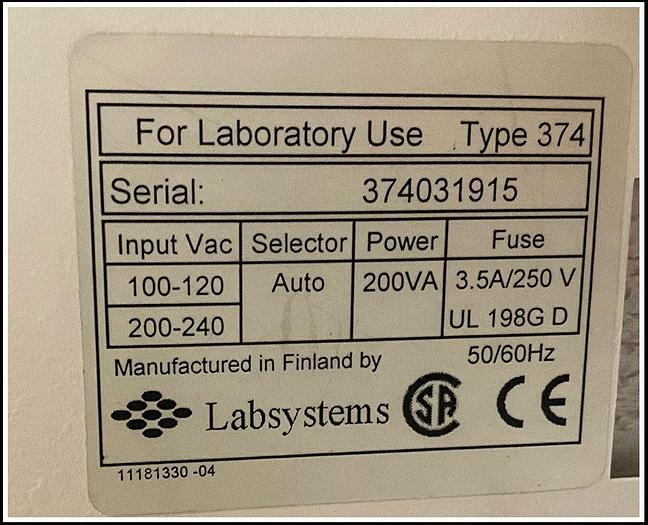 For Laboratory Use Type 374
Serial: 374031915
Input Vac Selector Power Fuse
100-120 Auto 200VA 3.5A/250 V
200-240 UL 198G D
Manufactured in Finland by 50/60Hz
Labsystems SA CE
11181330 -04